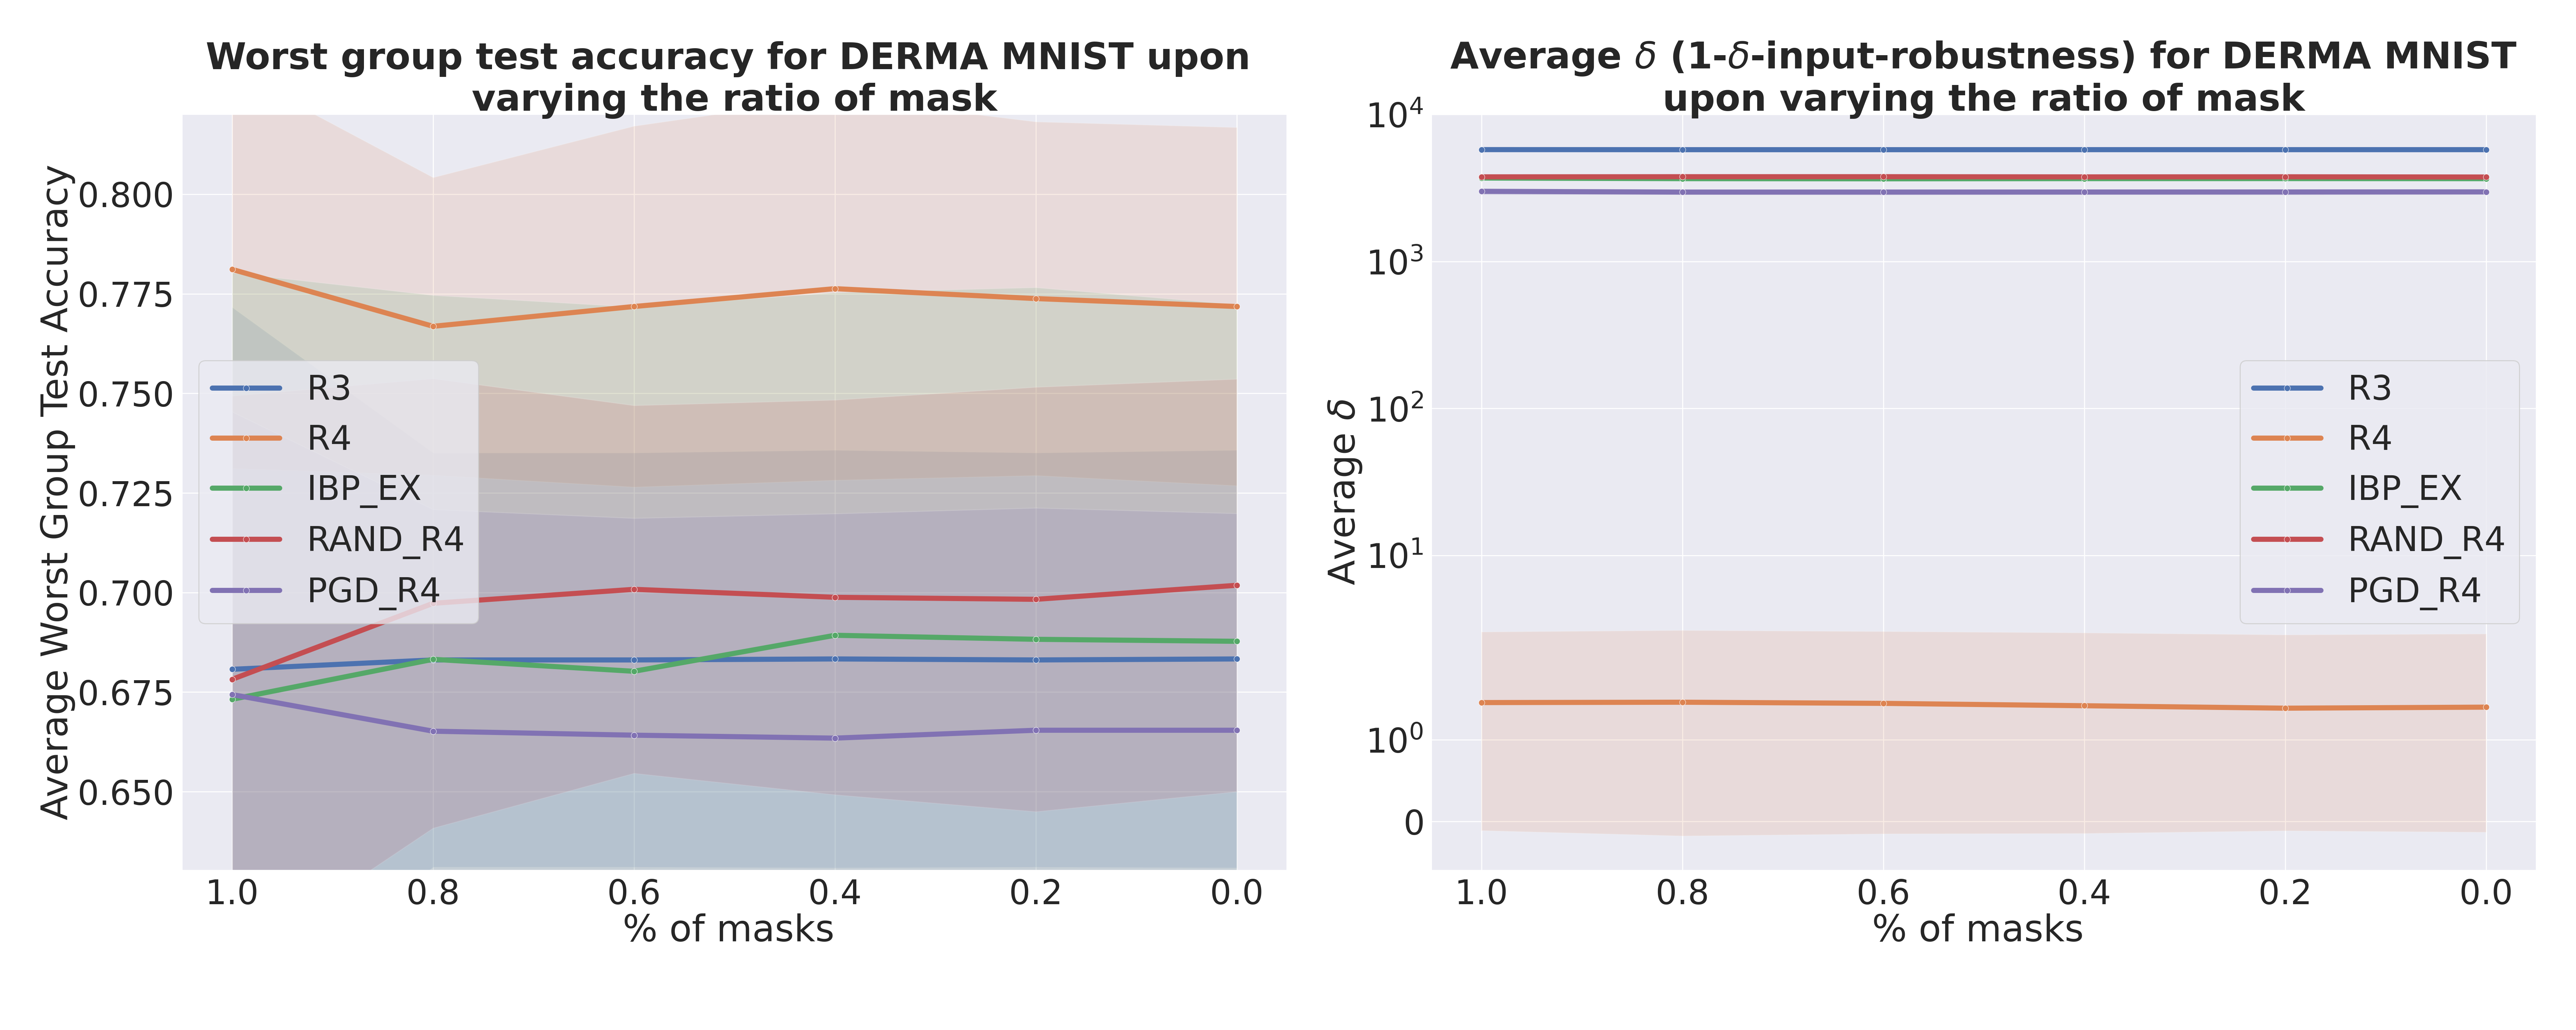 Worst group test accuracy for DERMA MNIST upon
varying the ratio of mask
Average Worst Group Test Accuracy
0.800
0.775
0.750
0.725
0.700
0.675
0.650
R3
R4
IBP_EX
RAND_R4
PGD_R4
1.0 0.8 0.6 0.4 0.2 0.0
% of masks
Average δ (1-δ-input-robustness) for DERMA MNIST
upon varying the ratio of mask
Average δ
10⁴
10³
10²
10¹
10⁰
0
R3
R4
IBP_EX
RAND_R4
PGD_R4
1.0 0.8 0.6 0.4 0.2 0.0
% of masks